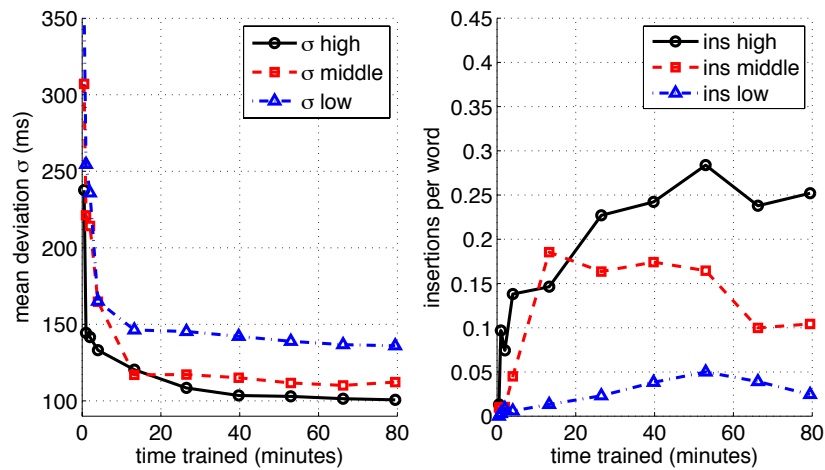 350
300
250
200
150
100
0
20
40
60
80
mean deviation σ (ms)
time trained (minutes)
σ high
σ middle
σ low
0.45
0.4
0.35
0.3
0.25
0.2
0.15
0.1
0.05
0
0
20
40
60
80
insertions per word
time trained (minutes)
ins high
ins middle
ins low